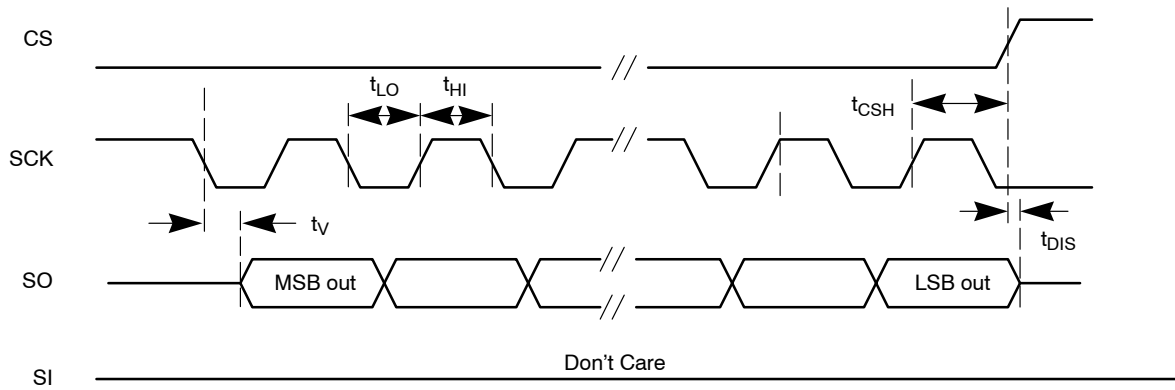 CS
tLO
tHI
tCSH
SCK
tV
tDIS
SO
MSB out
LSB out
Don't Care
SI